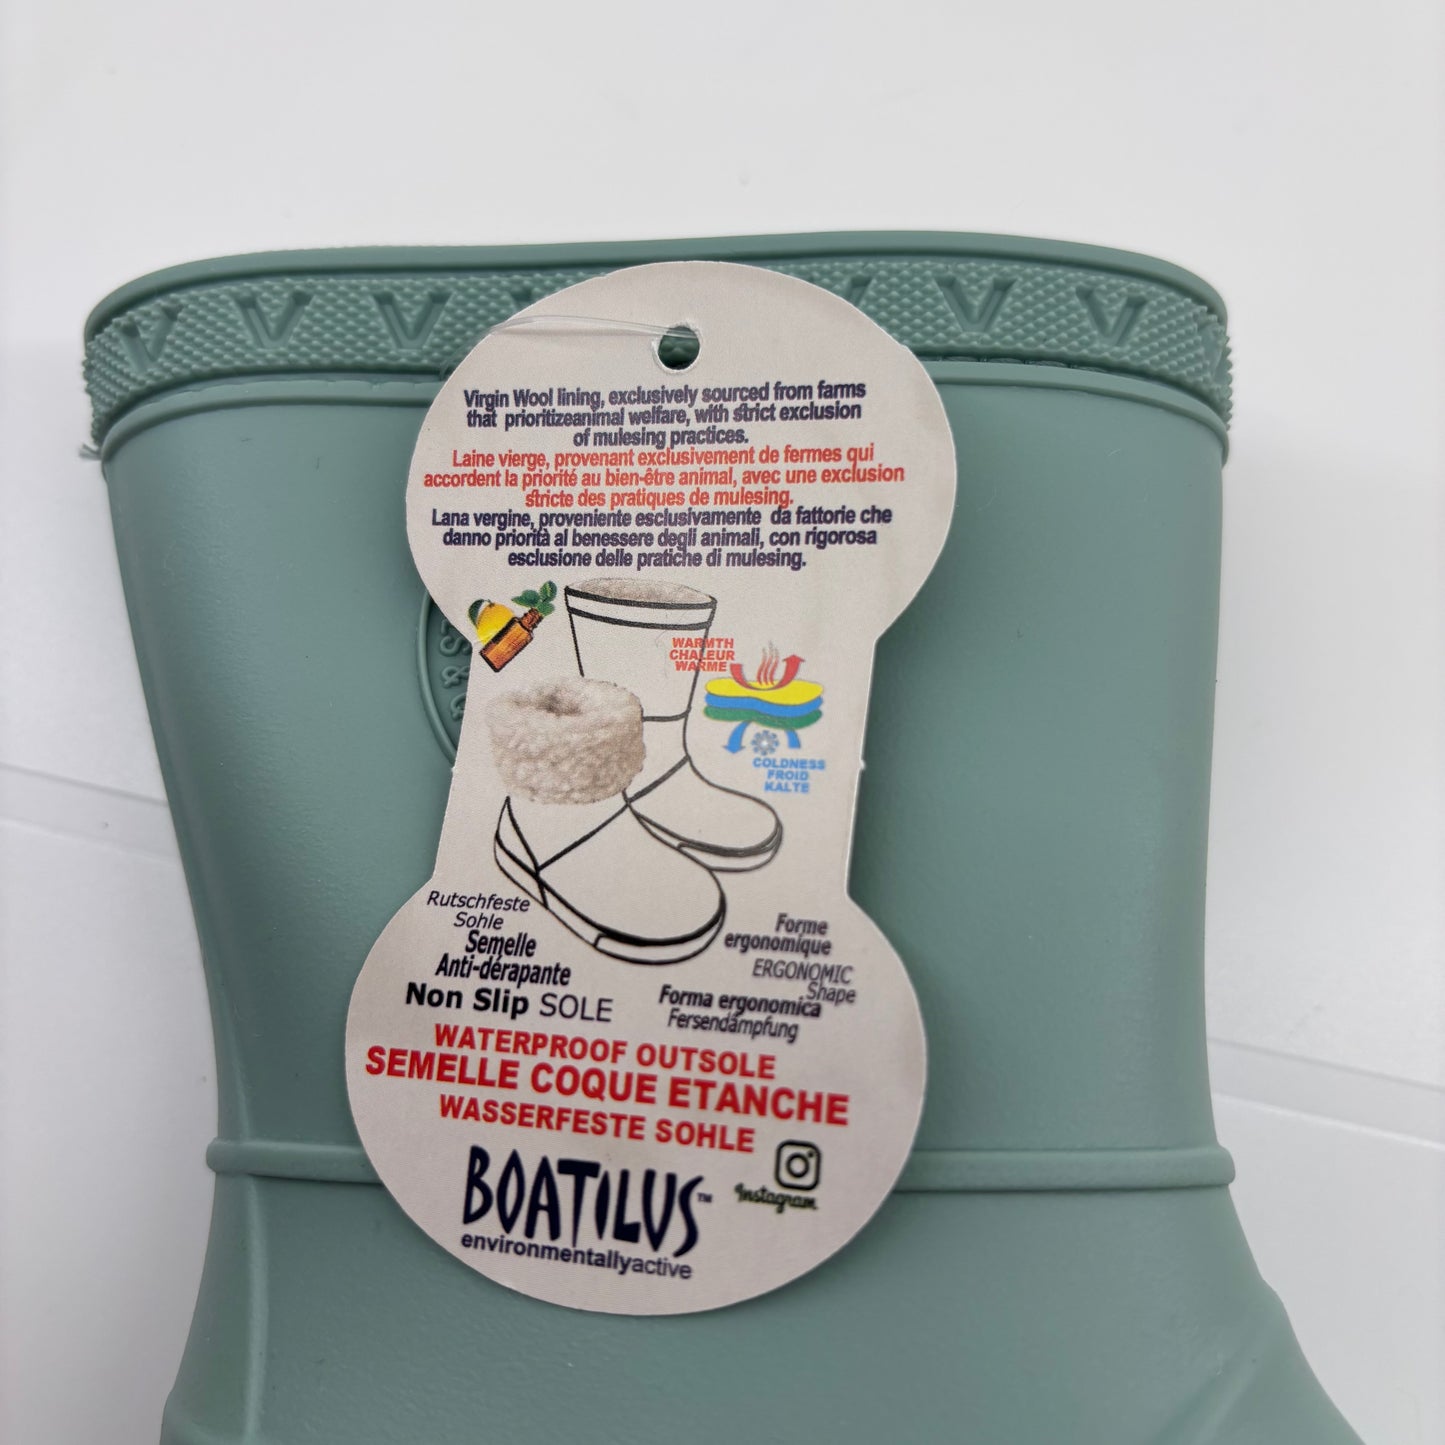 Virgin Wool lining, exclusively sourced from farms
that prioritizeanimal welfare, with strict exclusion
of mulesing practices.
Laine vierge, provenant exclusivement de fermes qui
accordent la priorité au bien-être animal, avec une exclusion
stricte des pratiques de mulesing.
Lana vergine, proveniente esclusivamente da fattorie che
danno priorità al benessere degli animali, con rigorosa
esclusione delle pratiche di mulesing.
WARMTH
CHALEUR
WARME
COLDNESS
FROID
KALTE
Rutschfeste
Sohle
Semelle
Anti-dérapante
Non Slip SOLE
Forme
ergonomique
ERGONOMIC
Shape
Forma ergonomica
Fersendämpfung
WATERPROOF OUTSOLE
SEMELLE COQUE ETANCHE
WASSERFESTE SOHLE
BOATILUS™
environmentallyactive
Instagram